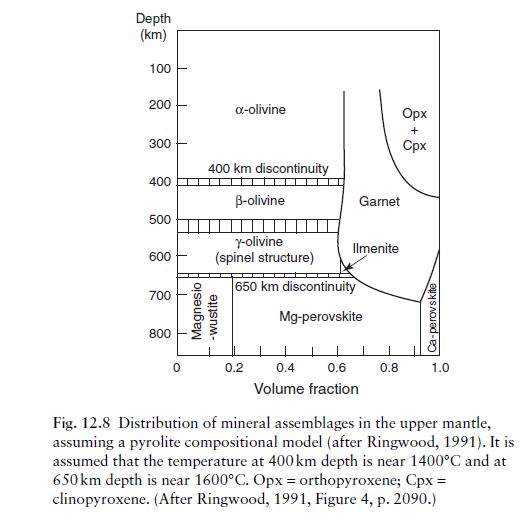 Depth
(km)
100
200
300
400
500
600
700
800
α-olivine
Opx
+
Cpx
400 km discontinuity
β-olivine
Garnet
γ-olivine
(spinel structure)
Ilmenite
650 km discontinuity
Magnesio
-wustite
Mg-perovskite
Ca-perovskite
0
0.2
0.4
0.6
0.8
1.0
Volume fraction
Fig. 12.8 Distribution of mineral assemblages in the upper mantle,
assuming a pyrolite compositional model (after Ringwood, 1991). It is
assumed that the temperature at 400 km depth is near 1400°C and at
650 km depth is near 1600°C. Opx = orthopyroxene; Cpx =
clinopyroxene. (After Ringwood, 1991, Figure 4, p. 2090.)